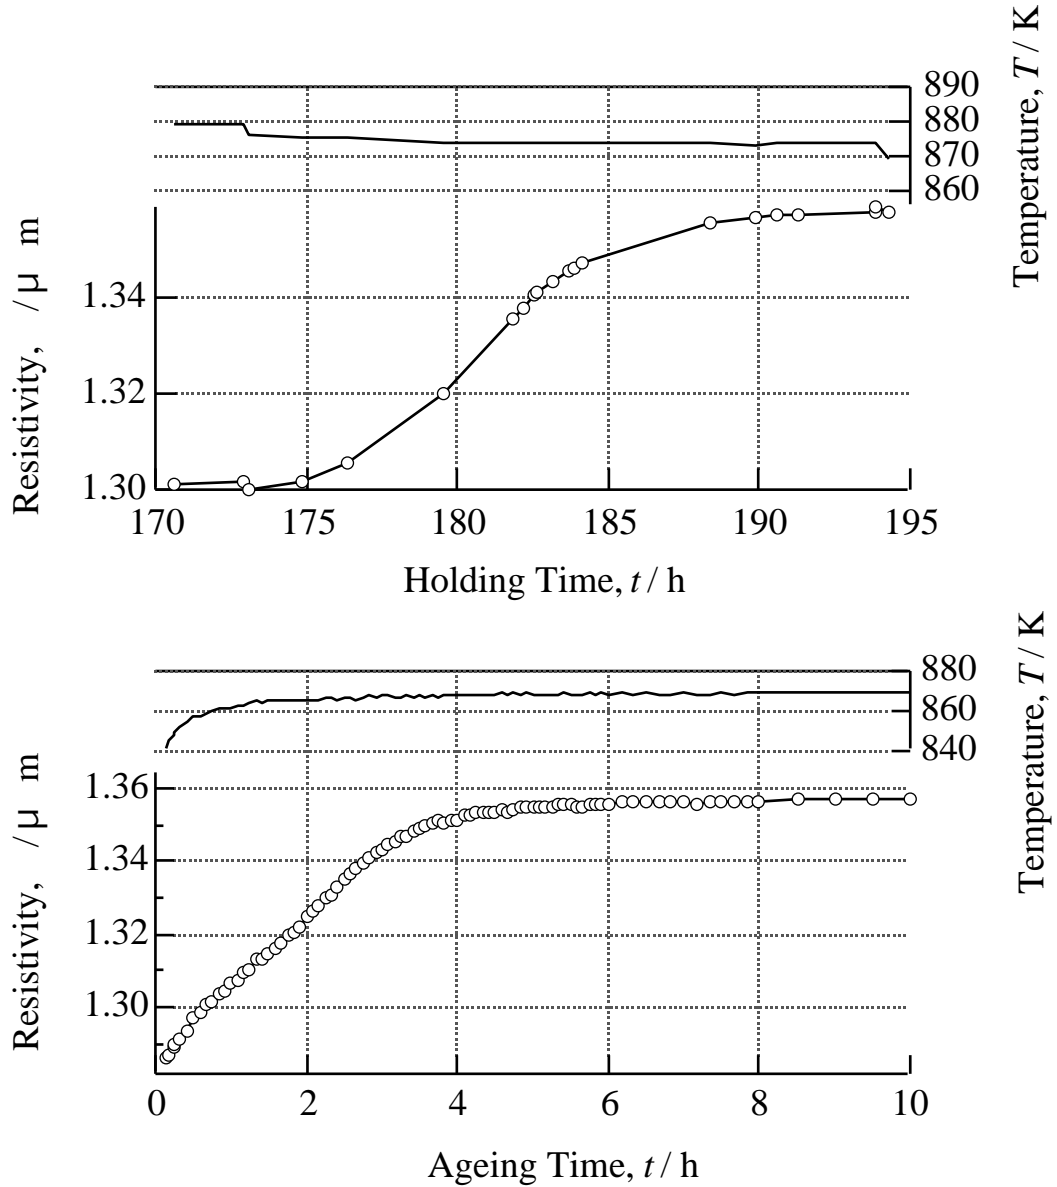 890
880
870
860
Temperature, T / K
Resistivity, /µ m
1.34
1.32
1.30
170 175 180 185 190 195
Holding Time, t / h
880
860
840
Temperature, T / K
Resistivity, /µ m
1.36
1.34
1.32
1.30
0 2 4 6 8 10
Ageing Time, t / h